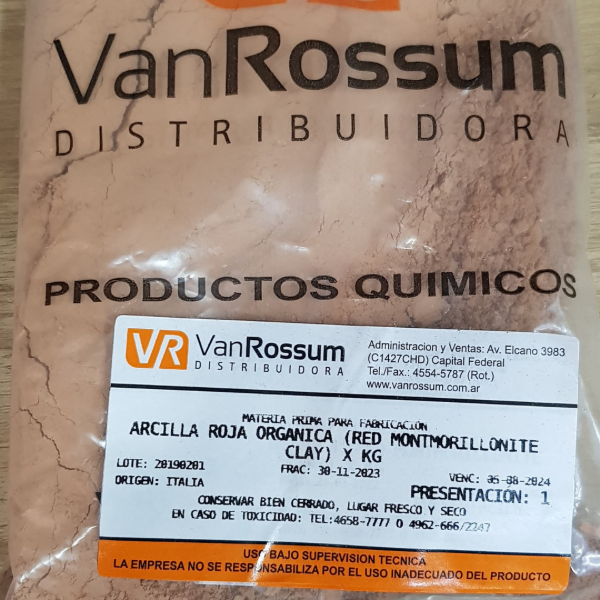 VanRossum
DISTRIBUIDORA
PRODUCTOS QUIMICOS
VR VanRossum
DISTRIBUIDORA
Administracion y Ventas: Av. Elcano 3983
(C1427CHD) Capital Federal
Tel./Fax.: 4554-5787 (Rot.)
www.vanrossum.com.ar
MATERIA PRIMA PARA FABRICACIÓN
ARCILLA ROJA ORGANICA (RED MONTMORILLONITE
CLAY) X KG
LOTE: 20190201 FRAC: 30-11-2023 VENC: 05-08-2024
ORIGEN: ITALIA PRESENTACIÓN: 1
CONSERVAR BIEN CERRADO, LUGAR FRESCO Y SECO
EN CASO DE TOXICIDAD: TEL:4658-7777 O 4962-666/2247
USO BAJO SUPERVISION TECNICA
LA EMPRESA NO SE RESPONSABILIZA POR EL USO INADECUADO DEL PRODUCTO